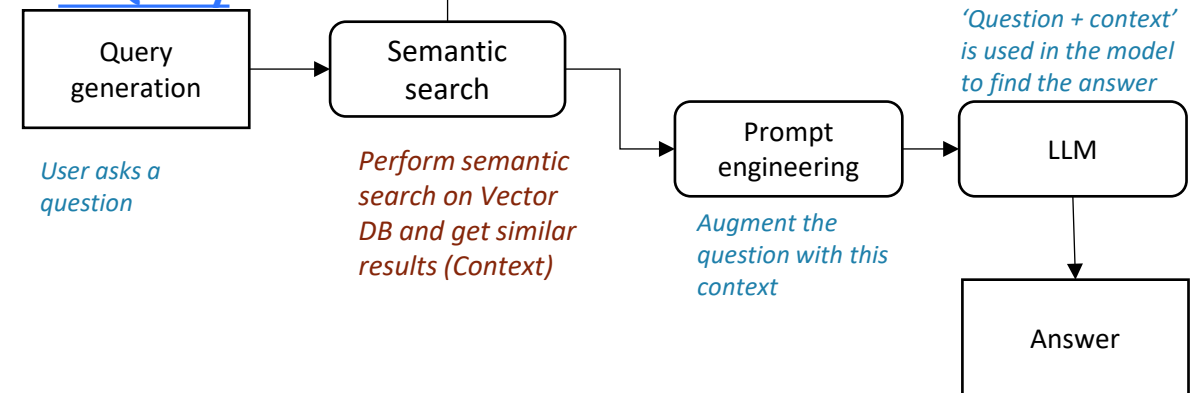 Query
generation
User asks a
question
Semantic
search
Perform semantic
search on Vector
DB and get similar
results (Context)
Prompt
engineering
Augment the
question with this
context
‘Question + context’
is used in the model
to find the answer
LLM
Answer